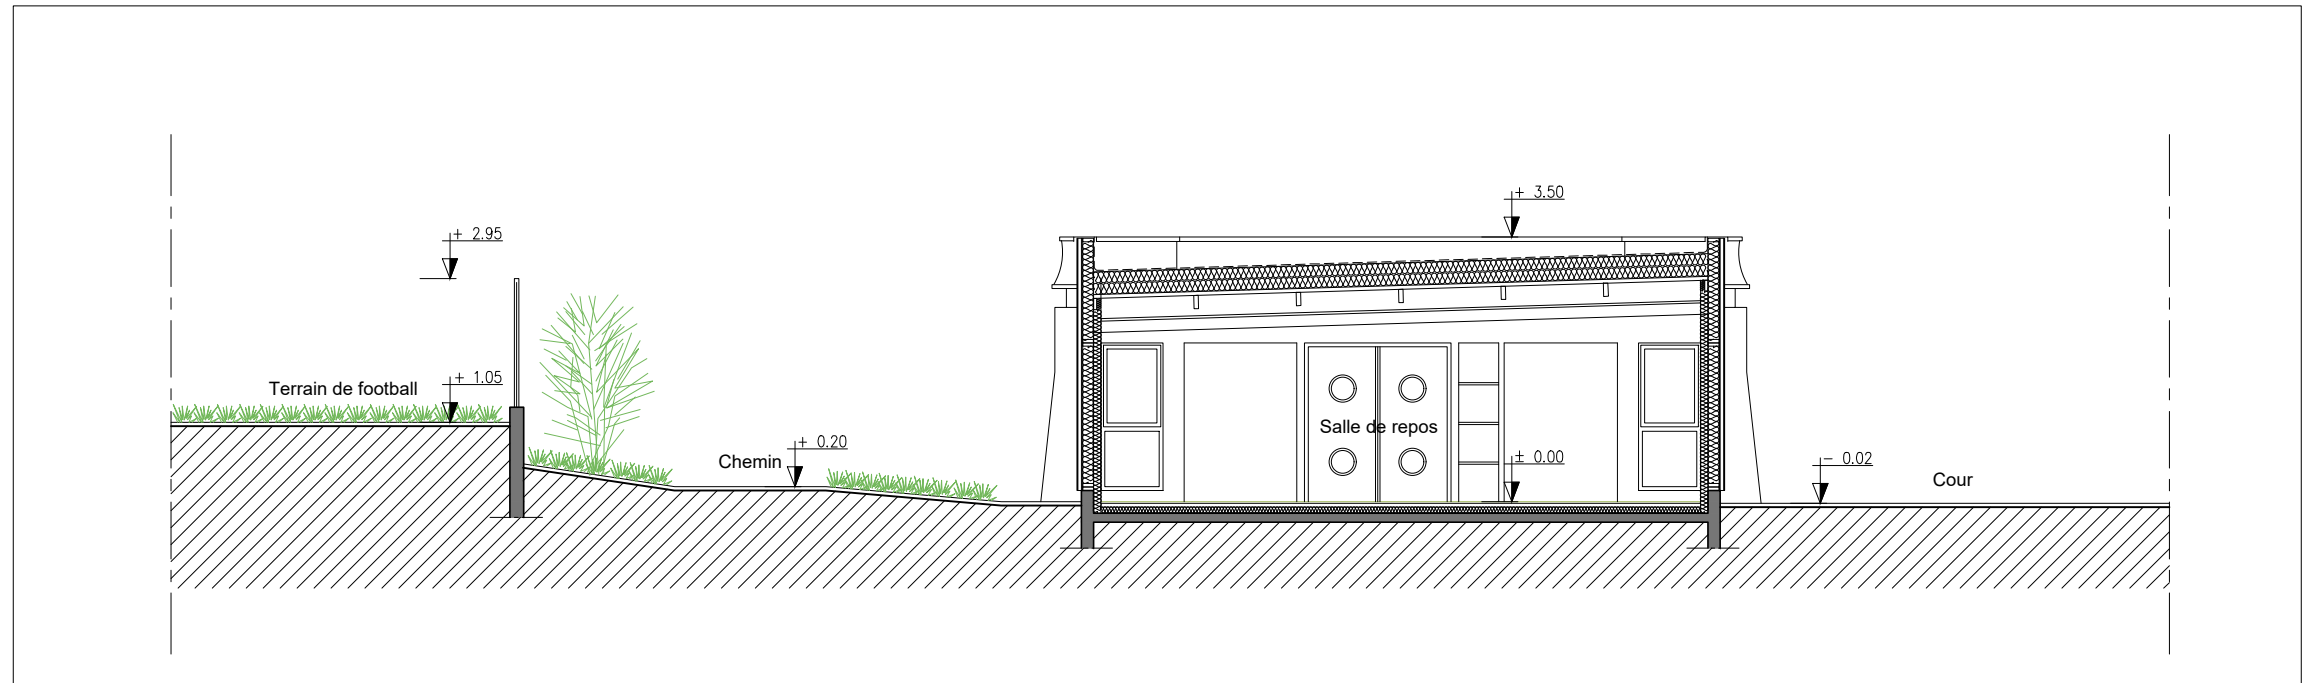 + 3.50
+ 2.95
+ 1.05
Terrain de football
Salle de repos
+ 0.20
Chemin
± 0.00
- 0.02
Cour